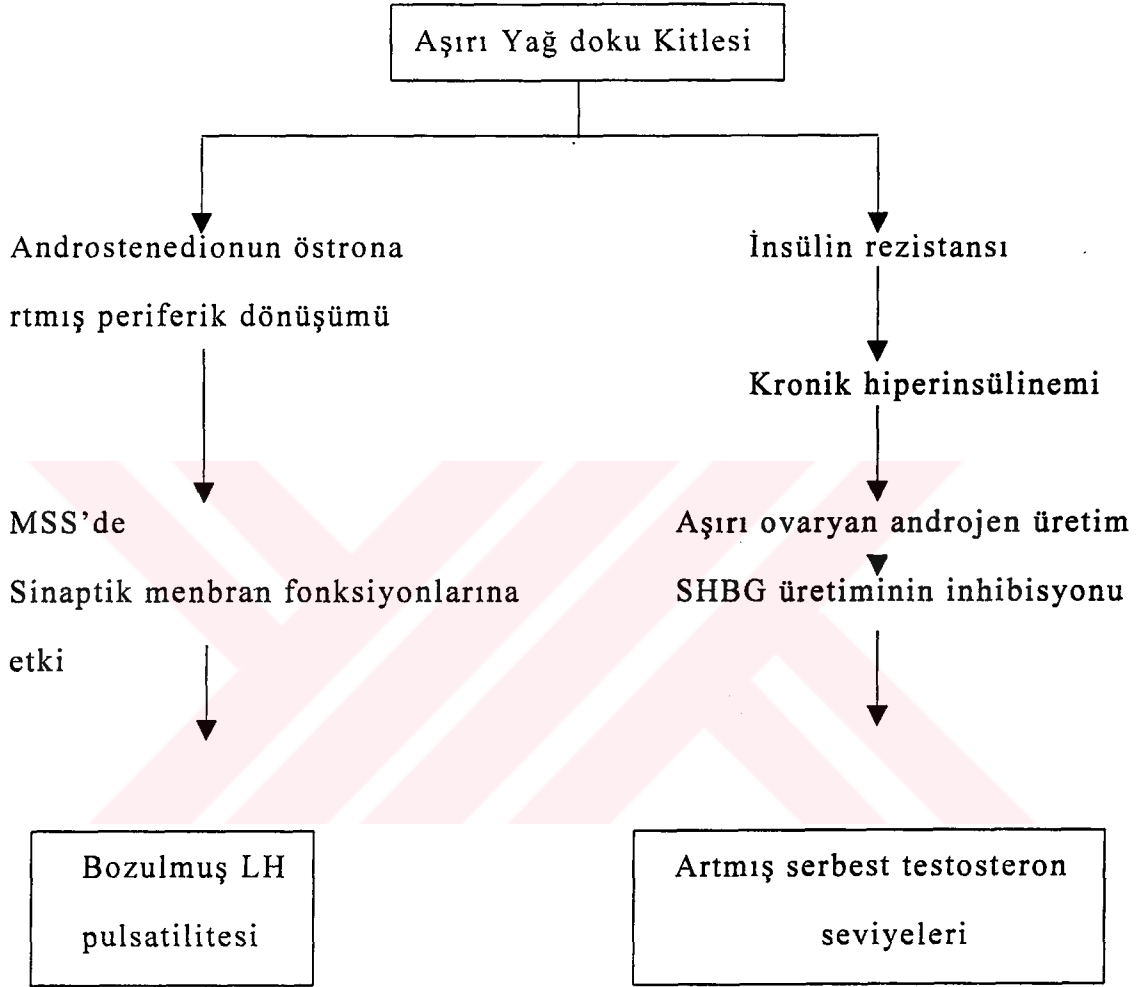 Aşırı Yağ doku Kitlesi
Androstenedionun östrona
rtmış periferik dönüşümü
MSS'de
Sinaptik menbran fonksiyonlarına
etki
Bozulmuş LH
pulsatilitesi
İnsülin rezistansı
Kronik hiperinsülinemi
Aşırı ovaryan androjen üretim
SHBG üretiminin inhibisyonu
Artmış serbest testosteron
seviyeleri